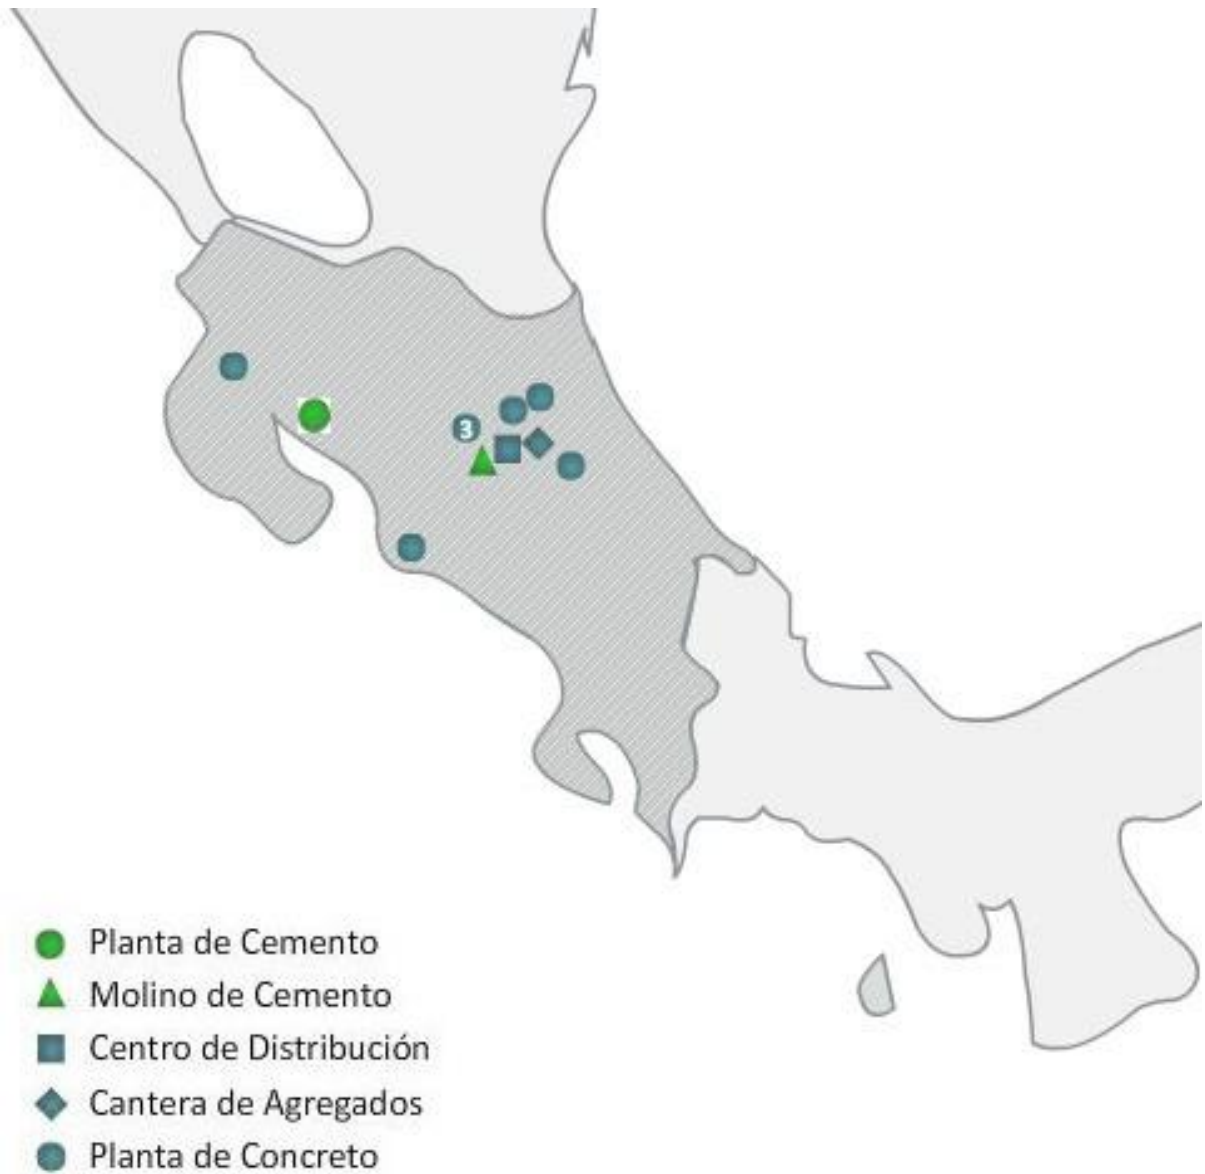 3
Planta de Cemento
Molino de Cemento
Centro de Distribución
Cantera de Agregados
Planta de Concreto